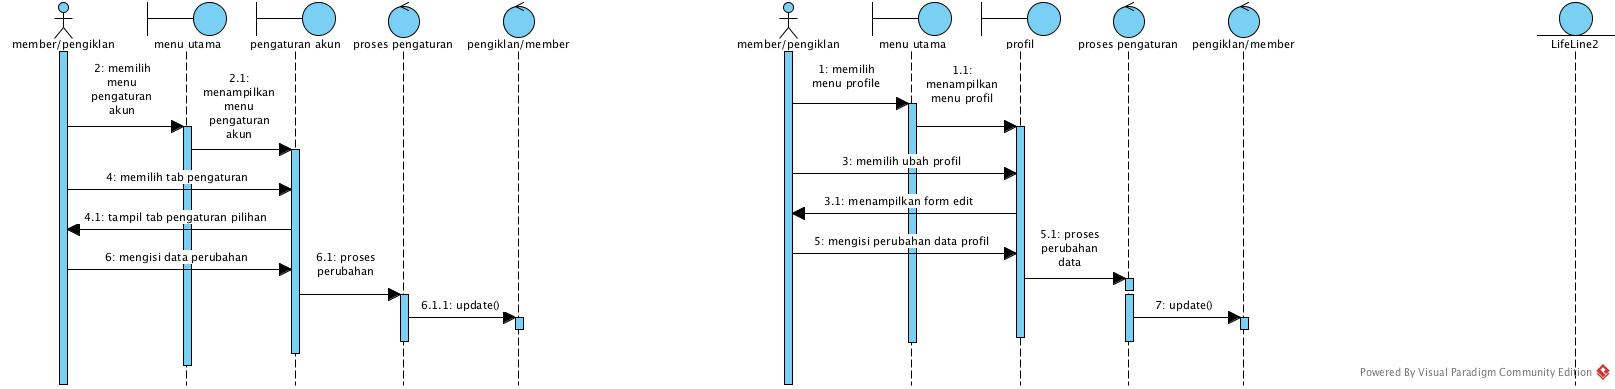 member/pengiklan
menu utama
pengaturan akun
proses pengaturan
pengiklan/member
2: memilih
menu
pengaturan
akun
2.1:
menampilkan
menu
pengaturan
akun
4: memilih tab pengaturan
4.1: tampil tab pengaturan pilihan
6: mengisi data perubahan
6.1: proses
perubahan
6.1.1: update()
member/pengiklan
menu utama
profil
proses pengaturan
pengiklan/member
1: memilih
menu profile
1.1:
menampilkan
menu profil
3: memilih ubah profil
3.1: menampilkan form edit
5: mengisi perubahan data profil
5.1: proses
perubahan
data
7: update()
LifeLine2
Powered By Visual Paradigm Community Edition